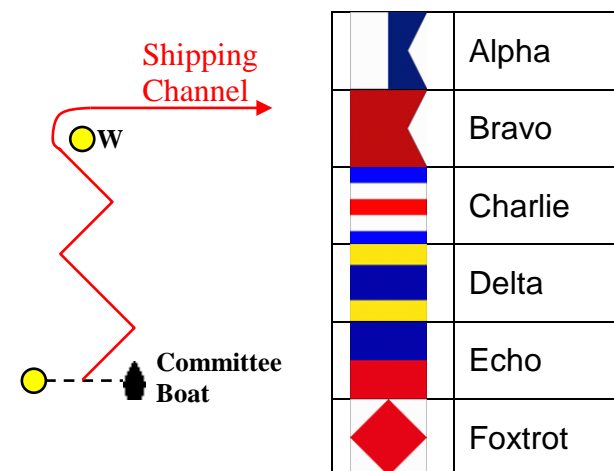 Shipping
Channel
W
Committee
Boat
Alpha
Bravo
Charlie
Delta
Echo
Foxtrot